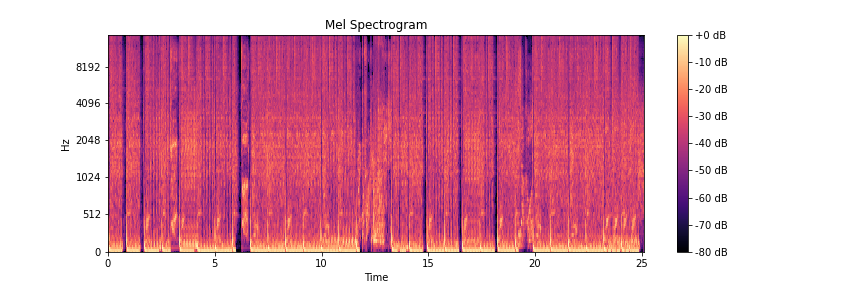 Mel Spectrogram
Hz
8192
4096
2048
1024
512
0
0 5 10 15 20 25
Time
+0 dB
-10 dB
-20 dB
-30 dB
-40 dB
-50 dB
-60 dB
-70 dB
-80 dB